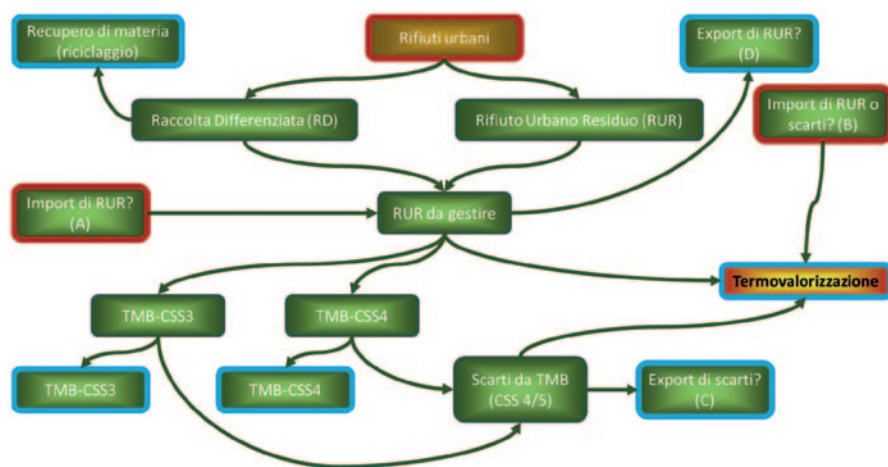 Recupero di materia
(riciclaggio)
Rifiuti urbani
Export di RUR?
(D)
Raccolta Differenziata (RD)
Rifiuto Urbano Residuo (RUR)
Import di RUR o
scarti? (B)
Import di RUR?
(A)
RUR da gestire
Termovalorizzazione
TMB-CSS3
TMB-CSS4
TMB-CSS3
TMB-CSS4
Scarti da TMB
(CSS 4/5)
Export di scarti?
(C)